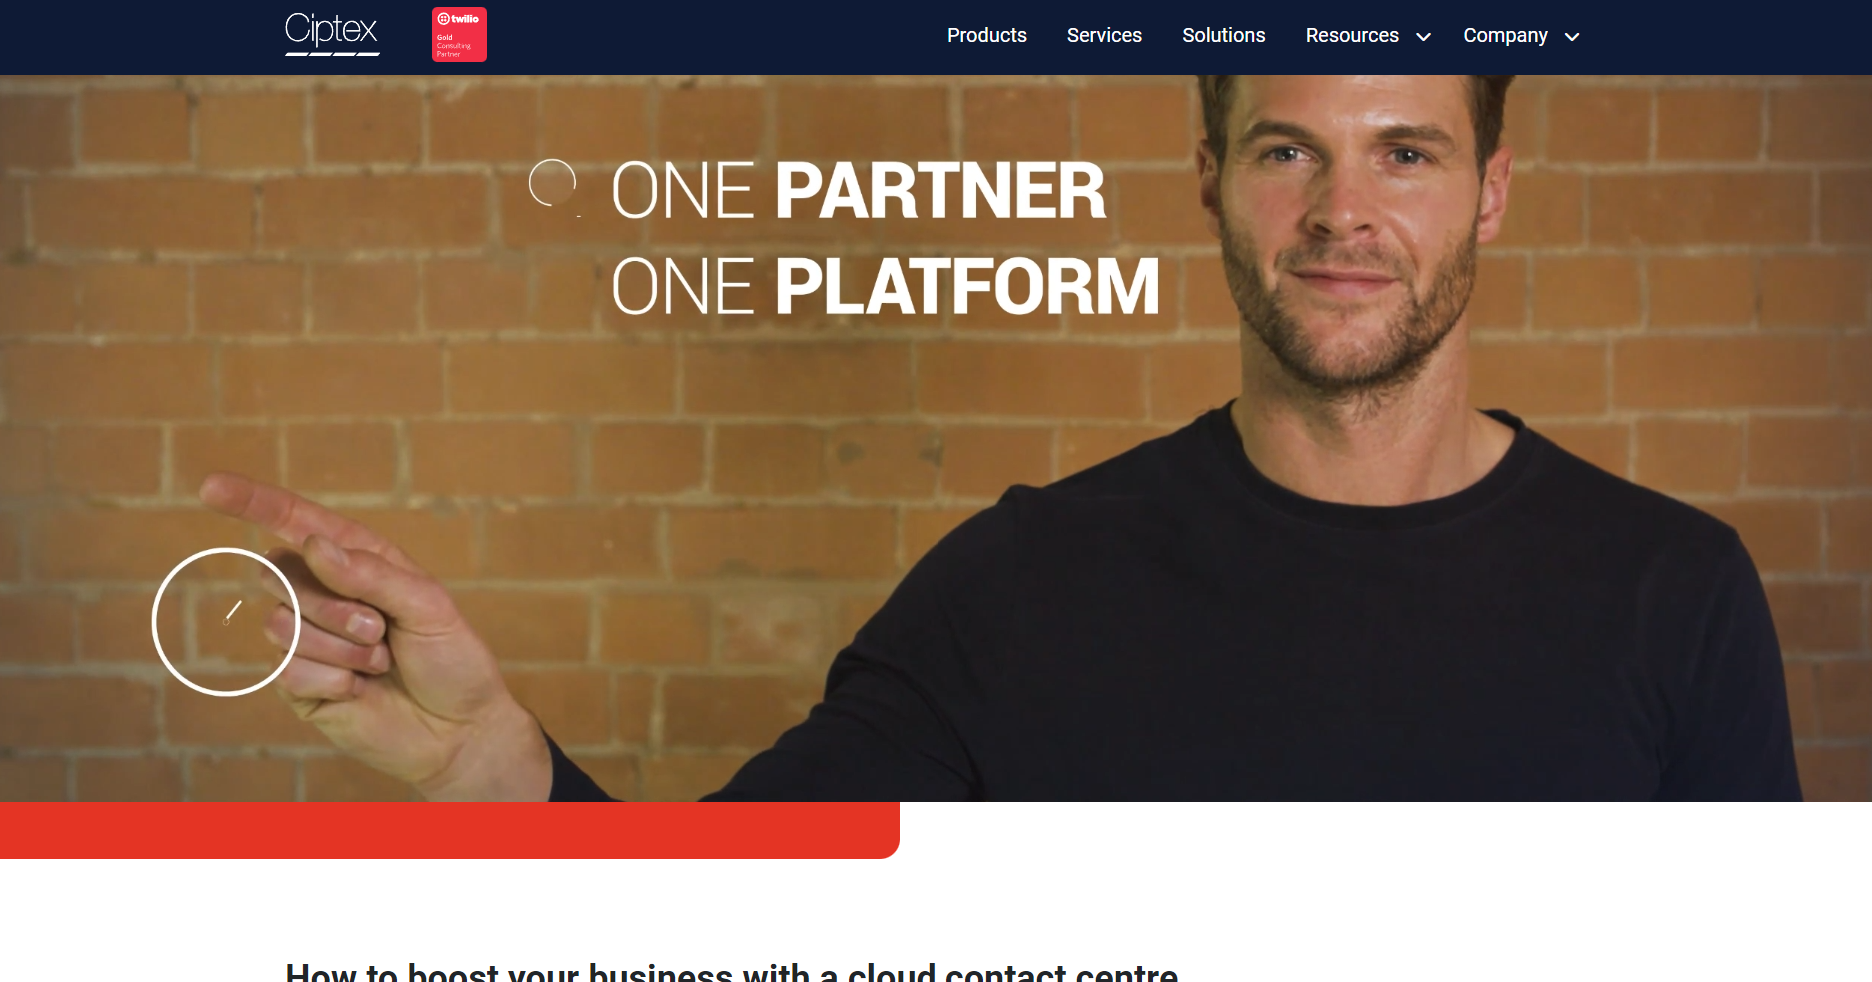 Ciptex
twilio
Gold
Consulting
Partner
Products Services Solutions Resources Company
ONE PARTNER
ONE PLATFORM
How to boost your business with a cloud contact centre